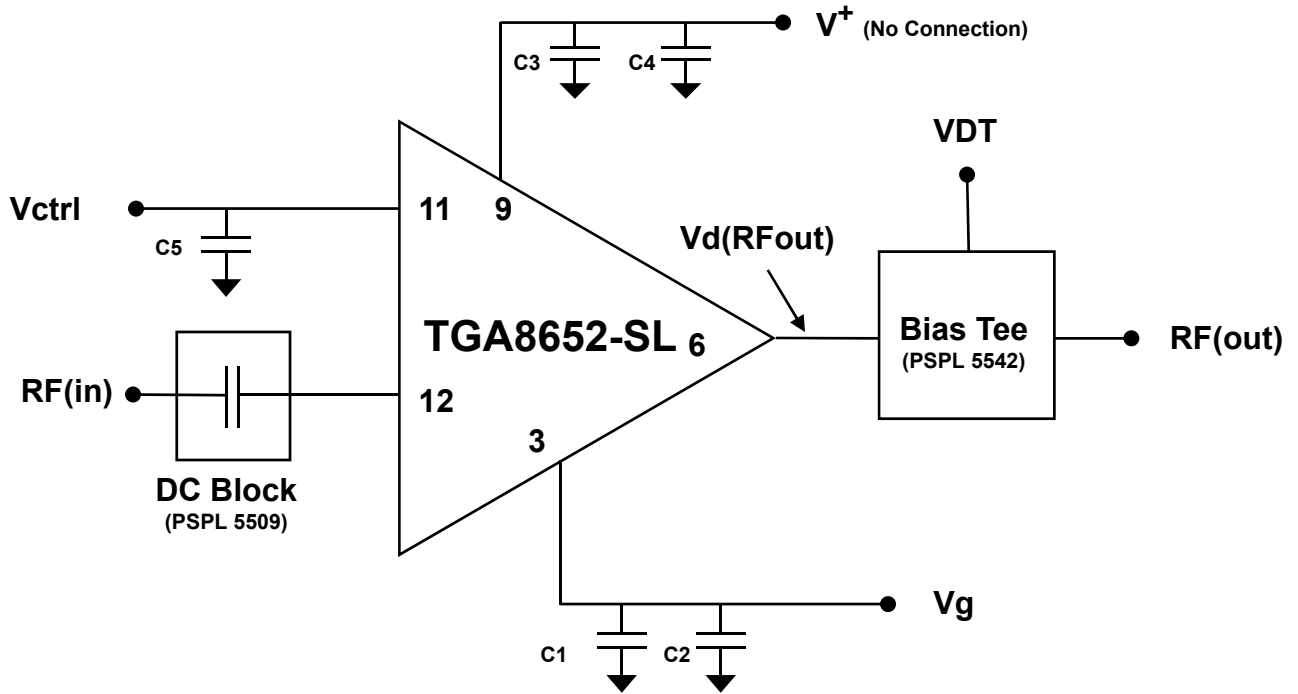 V+ (No Connection)
C3
C4
VDT
Vctrl
11
9
C5
Vd(RFout)
TGA8652-SL 6
Bias Tee
(PSPL 5542)
RF(out)
RF(in)
12
3
DC Block
(PSPL 5509)
Vg
C1
C2